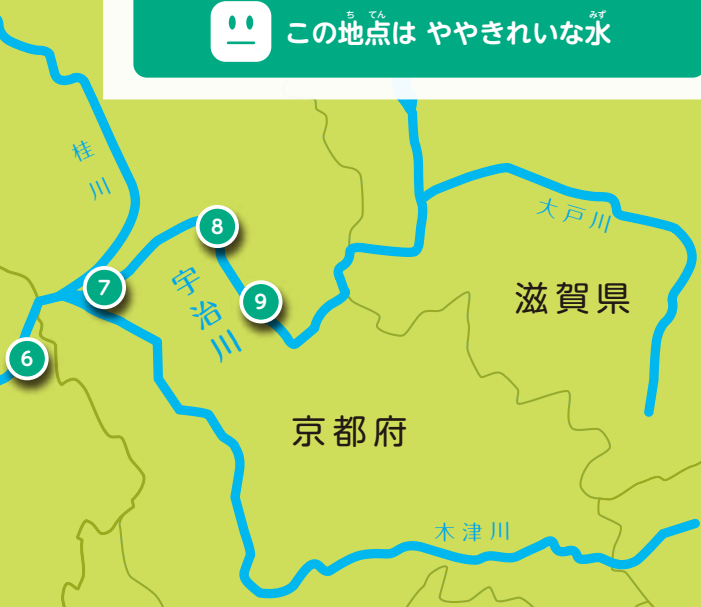 この地点は ややきれいな水
ち てん
みず
桂川
大戸川
8
宇治川
7
9
滋賀県
6
京都府
木津川